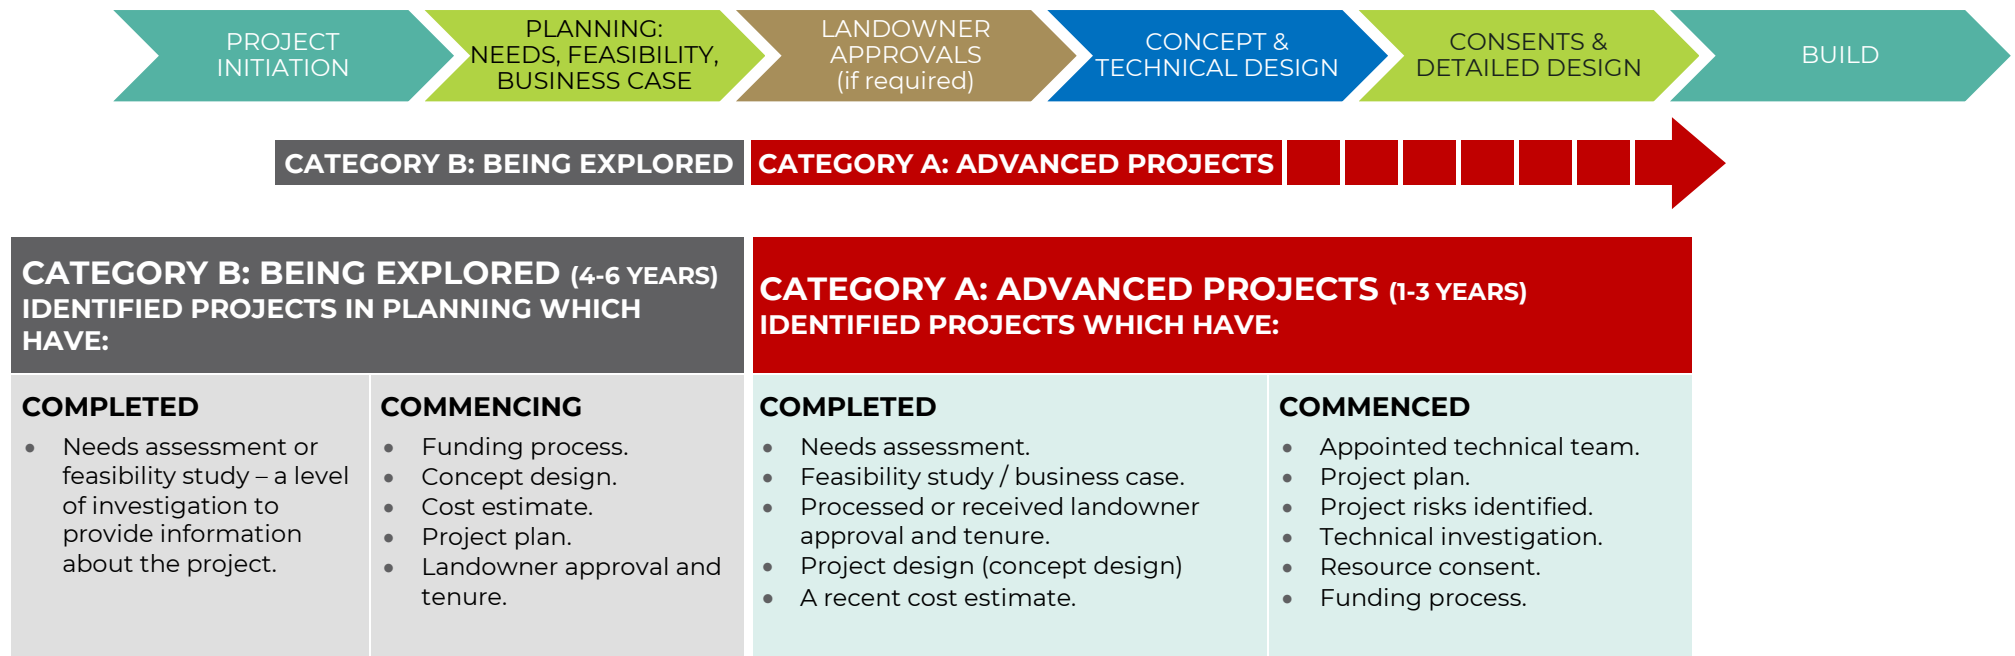 PROJECT
INITIATION
PLANNING:
NEEDS, FEASIBILITY,
BUSINESS CASE
LANDOWNER
APPROVALS
(if required)
CONCEPT &
TECHNICAL DESIGN
CONSENTS &
DETAILED DESIGN
BUILD
CATEGORY B: BEING EXPLORED
CATEGORY A: ADVANCED PROJECTS
CATEGORY B: BEING EXPLORED (4-6 YEARS)
IDENTIFIED PROJECTS IN PLANNING WHICH
HAVE:
COMPLETED
• Needs assessment or
feasibility study – a level
of investigation to
provide information
about the project.
COMMENCING
• Funding process.
• Concept design.
• Cost estimate.
• Project plan.
• Landowner approval and
tenure.
CATEGORY A: ADVANCED PROJECTS (1-3 YEARS)
IDENTIFIED PROJECTS WHICH HAVE:
COMPLETED
• Needs assessment.
• Feasibility study / business case.
• Processed or received landowner
approval and tenure.
• Project design (concept design)
• A recent cost estimate.
COMMENCED
• Appointed technical team.
• Project plan.
• Project risks identified.
• Technical investigation.
• Resource consent.
• Funding process.